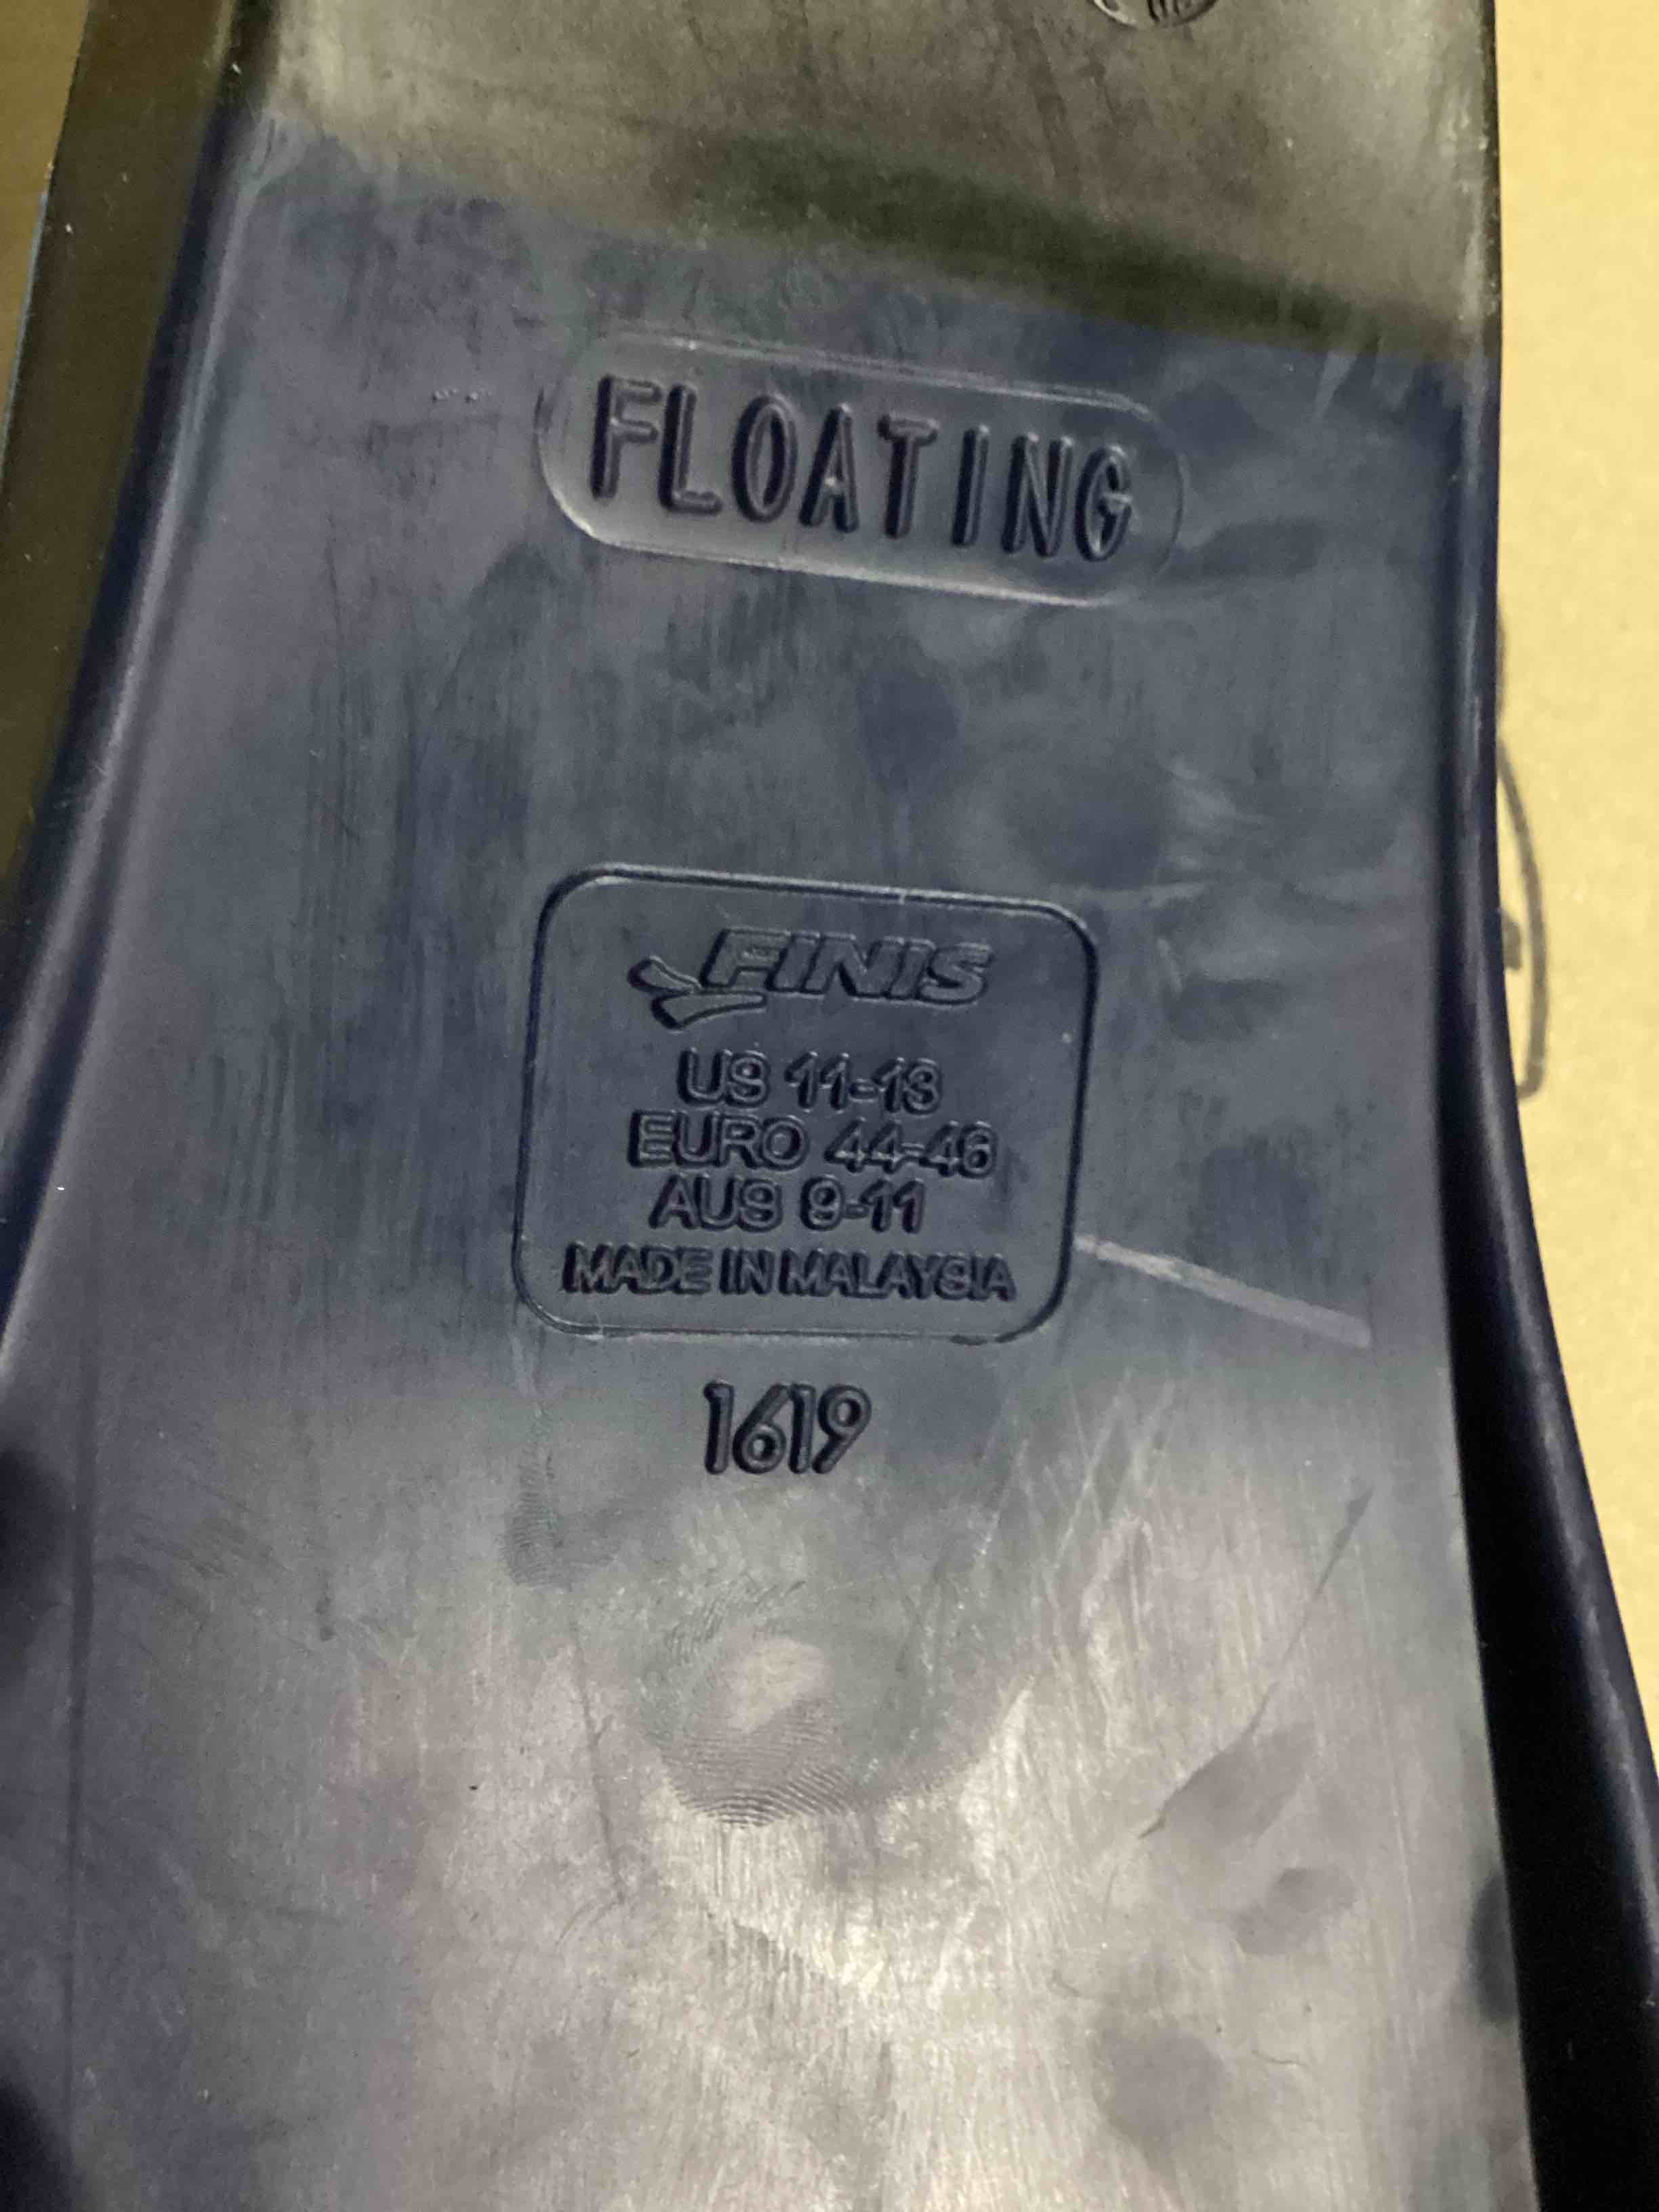 FLOATING
FINIS
US 11-13
EURO 44-46
AUS 9-11
MADE IN MALAYSIA
1619